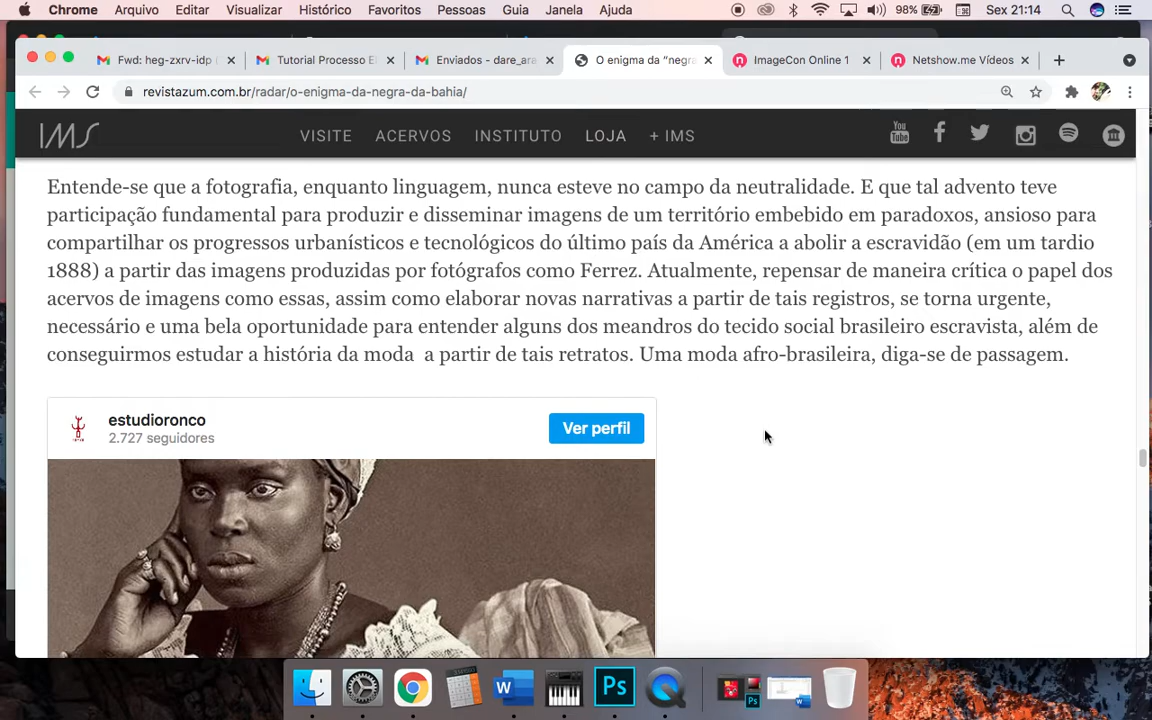 Chrome Arquivo Editar Visualizar Histórico Favoritos Pessoas Guia Janela Ajuda 98% Sex 21:14
Fwd: heg-zxrv-idp
Tutorial Processo El
Enviados - dare_ara
O enigma da “negra
ImageCon Online 1
Netshow.me Vídeos
revistazum.com.br/radar/o-enigma-da-negra-da-bahia/
IMS VISITE ACERVOS INSTITUTO LOJA + IMS You Tube
Entende-se que a fotografia, enquanto linguagem, nunca esteve no campo da neutralidade. E que tal advento teve
participação fundamental para produzir e disseminar imagens de um território embebido em paradoxos, ansioso para
compartilhar os progressos urbanísticos e tecnológicos do último país da América a abolir a escravidão (em um tardio
1888) a partir das imagens produzidas por fotógrafos como Ferrez. Atualmente, repensar de maneira crítica o papel dos
acervos de imagens como essas, assim como elaborar novas narrativas a partir de tais registros, se torna urgente,
necessário e uma bela oportunidade para entender alguns dos meandros do tecido social brasileiro escravista, além de
conseguirmos estudar a história da moda a partir de tais retratos. Uma moda afro-brasileira, diga-se de passagem.
estudioronco
2.727 seguidores
Ver perfil
W Ps Ps W